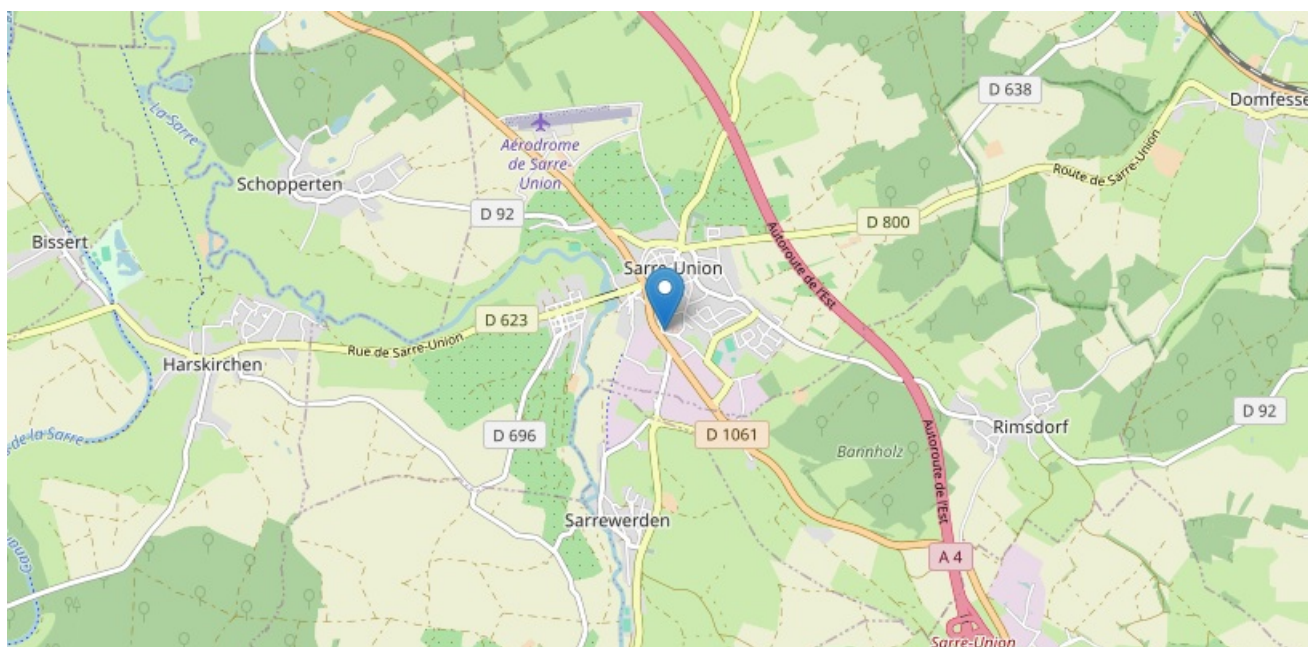 D 638
Domfesse
La Sarre
Aérodrome
de Sarre-
Union
Route de Sarre-Union
Schopperten
D 92
D 800
Bissert
Sarre-Union
Autoroute de l'Est
D 623
Rue de Sarre-Union
Harskirchen
D 92
D 696
D 1061
Rimsdorf
Bannholz
Autoroute de l'Est
s de la Sarre
Sarrewerden
A 4
Sarre-Union